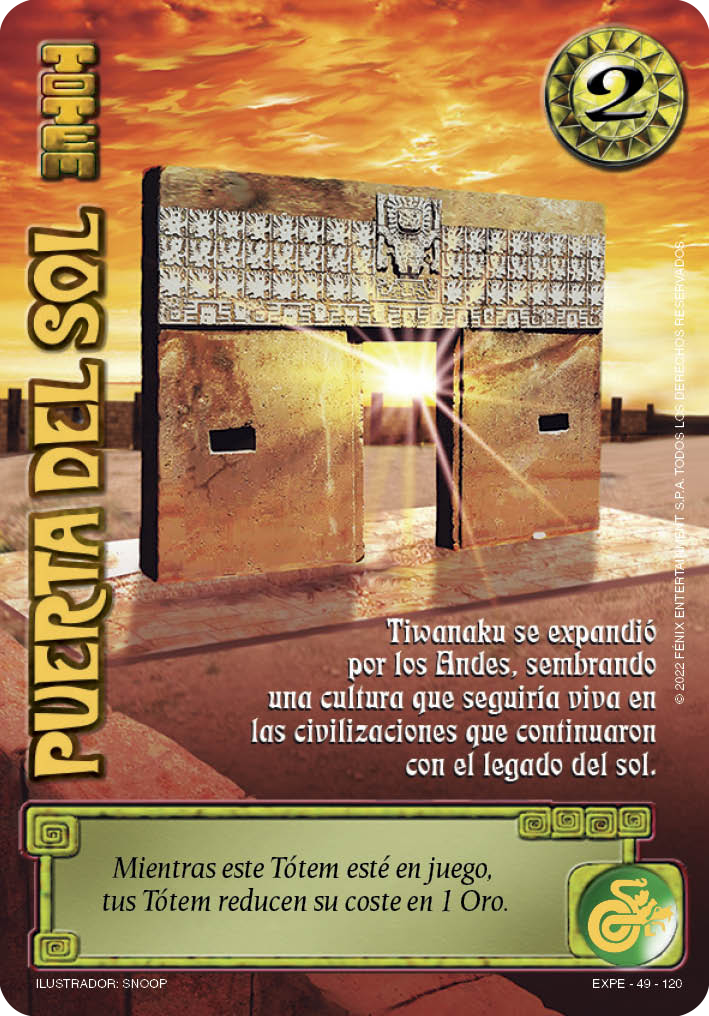 TOTEM
2
PUERTA DEL SOL
Tiwanaku se expandió
por los Andes, sembrando
una cultura que seguiría viva en
las civilizaciones que continuaron
con el legado del sol.
© 2022 FÉNIX ENTERTAINMENT S.P.A. TODOS LOS DERECHOS RESERVADOS
Mientras este Tótem esté en juego,
tus Tótem reducen su coste en 1 Oro.
ILUSTRADOR: SNOOP
EXPE - 49 - 120